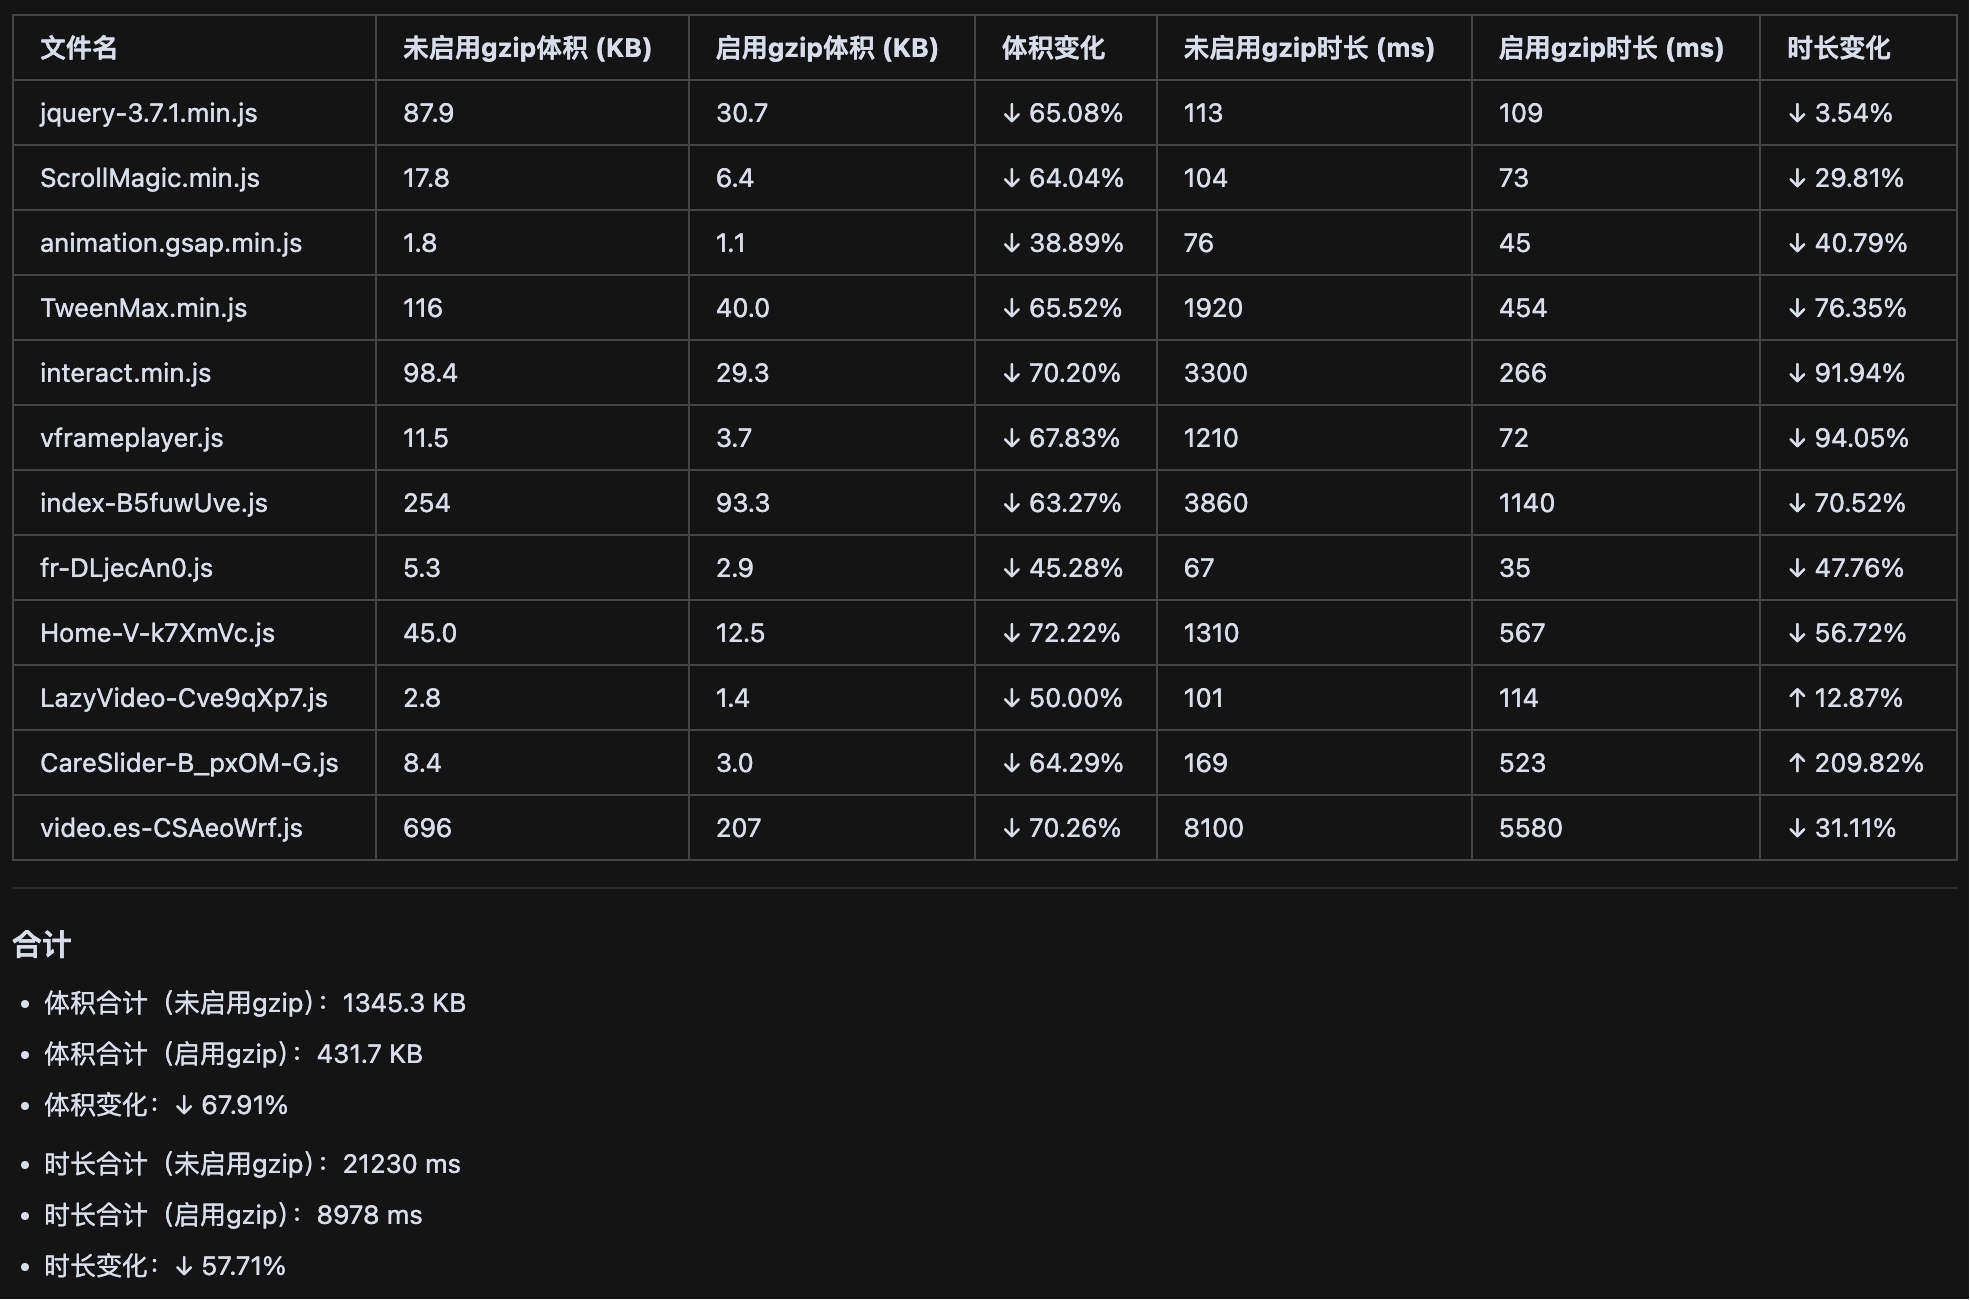 文件名 未启用gzip体积 (KB) 启用gzip体积 (KB) 体积变化 未启用gzip时长 (ms) 启用gzip时长 (ms) 时长变化
jquery-3.7.1.min.js 87.9 30.7 ↓ 65.08% 113 109 ↓ 3.54%
ScrollMagic.min.js 17.8 6.4 ↓ 64.04% 104 73 ↓ 29.81%
animation.gsap.min.js 1.8 1.1 ↓ 38.89% 76 45 ↓ 40.79%
TweenMax.min.js 116 40.0 ↓ 65.52% 1920 454 ↓ 76.35%
interact.min.js 98.4 29.3 ↓ 70.20% 3300 266 ↓ 91.94%
vframeplayer.js 11.5 3.7 ↓ 67.83% 1210 72 ↓ 94.05%
index-B5fuwUve.js 254 93.3 ↓ 63.27% 3860 1140 ↓ 70.52%
fr-DLjecAn0.js 5.3 2.9 ↓ 45.28% 67 35 ↓ 47.76%
Home-V-k7XmVc.js 45.0 12.5 ↓ 72.22% 1310 567 ↓ 56.72%
LazyVideo-Cve9qXp7.js 2.8 1.4 ↓ 50.00% 101 114 ↑ 12.87%
CareSlider-B_pxOM-G.js 8.4 3.0 ↓ 64.29% 169 523 ↑ 209.82%
video.es-CSAeoWrf.js 696 207 ↓ 70.26% 8100 5580 ↓ 31.11%
合计
• 体积合计（未启用gzip）：1345.3 KB
• 体积合计（启用gzip）：431.7 KB
• 体积变化：↓ 67.91%
• 时长合计（未启用gzip）：21230 ms
• 时长合计（启用gzip）：8978 ms
• 时长变化：↓ 57.71%